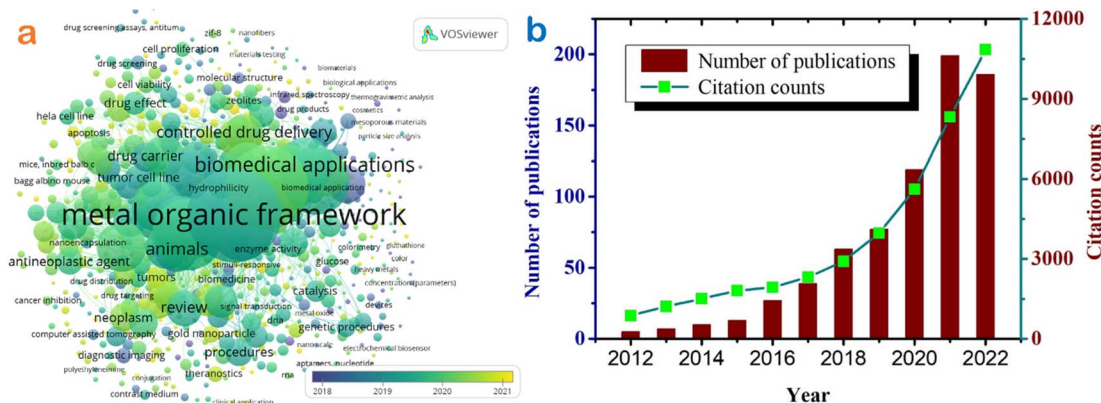 a
drug screening assays, antitum
zif-8
nanofibers
VOSviewer
cell proliferation
materials testing
drug screening
molecular structure
biomaterials
cell viability
biological applications
drug effect
zeolites
infrared spectroscopy
thermogravimetric analysis
hela cell line
drug products
cosmetics
mesoporous materials
apoptosis
controlled drug delivery
particle size analysis
mice, inbred balb c
drug carrier
biomedical applications
bagg albino mouse
tumor cell line
hydrophilicity
biomedical application
metal organic framework
nanoencapsulation
animals
enzyme activity
colorimetry
glutathione
color
antineoplastic agent
stimuli-responsive
glucose
heavy metals
drug distribution
tumors
biomedicine
catalysis
concentration (parameters)
cancer inhibition
drug targeting
review
signal transduction
devices
neoplasm
metal oxide
dna
computer assisted tomography
gold nanoparticle
genetic procedures
diagnostic imaging
procedures
nanoscale
electrochemical biosensor
polyethyleneimine
aptamers, nucleotide
conjugation
theranostics
rna
contrast medium
clinical application
2018 2019 2020 2021
b
Number of publications
Citation counts
200
150
100
50
0
Number of publications
12000
9000
6000
3000
0
Citation counts
2012 2014 2016 2018 2020 2022
Year